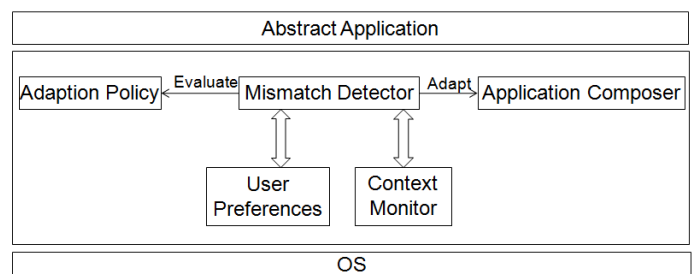 Abstract Application
Adaption Policy
Evaluate
Mismatch Detector
Adapt
Application Composer
User
Preferences
Context
Monitor
OS